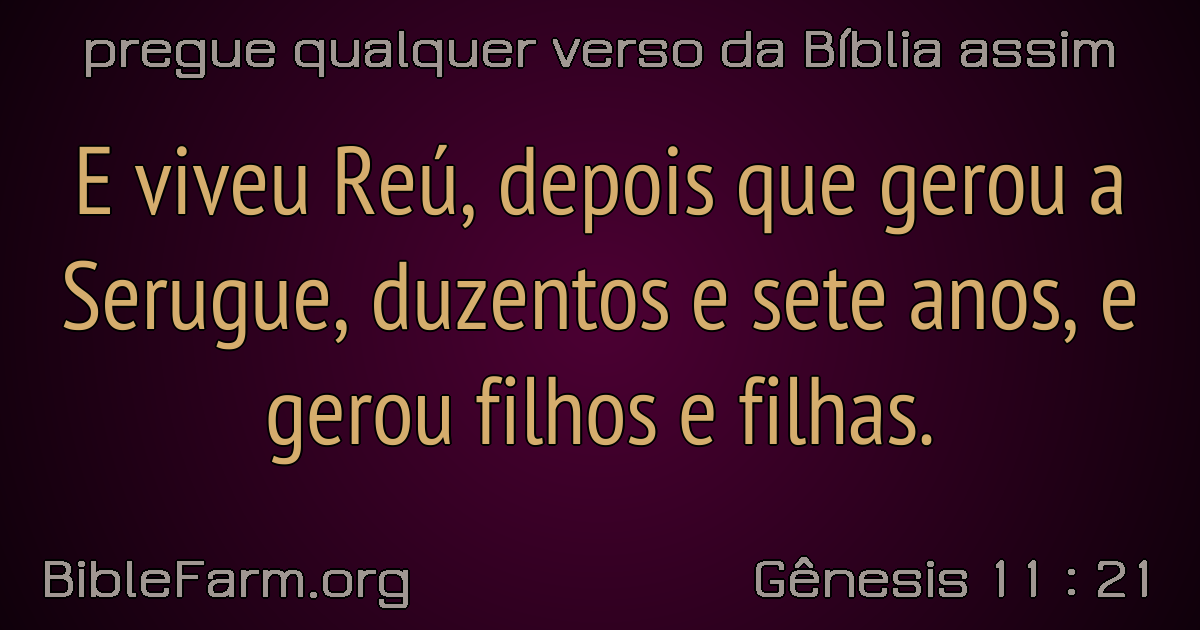 pregue qualquer verso da Bíblia assim
E viveu Reú, depois que gerou a
Serugue, duzentos e sete anos, e
gerou filhos e filhas.
BibleFarm.org
Gênesis 11 : 21